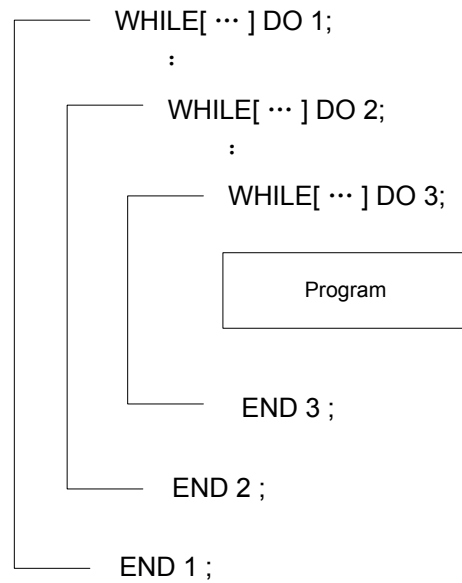 WHILE[ ··· ] DO 1;
:
WHILE[ ··· ] DO 2;
:
WHILE[ ··· ] DO 3;
Program
END 3 ;
END 2 ;
END 1 ;